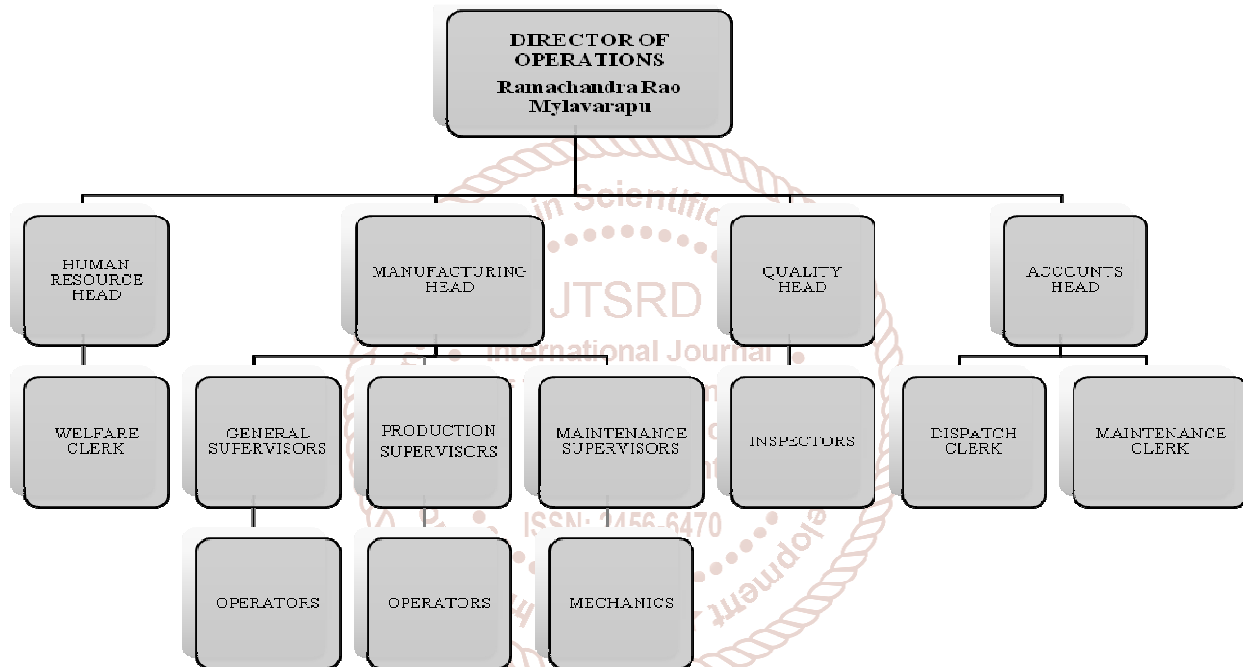 DIRECTOR OF
OPERATIONS
Ramachandra Rao
Mylavarapu
in Scientific
HUMAN
RESOURCE
HEAD
MANUFACTURING
HEAD
QUALITY
HEAD
ACCOUNTS
HEAD
JTSRD
International Journal
WELFARE
CLERK
GENERAL
SUPERVISORS
PRODUCTION
SUPERVISORS
MAINTENANCE
SUPERVISORS
INSPECTORS
DISPATCH
CLERK
MAINTENANCE
CLERK
ISSN: 2456-6470
OPERATORS
OPERATORS
MECHANICS